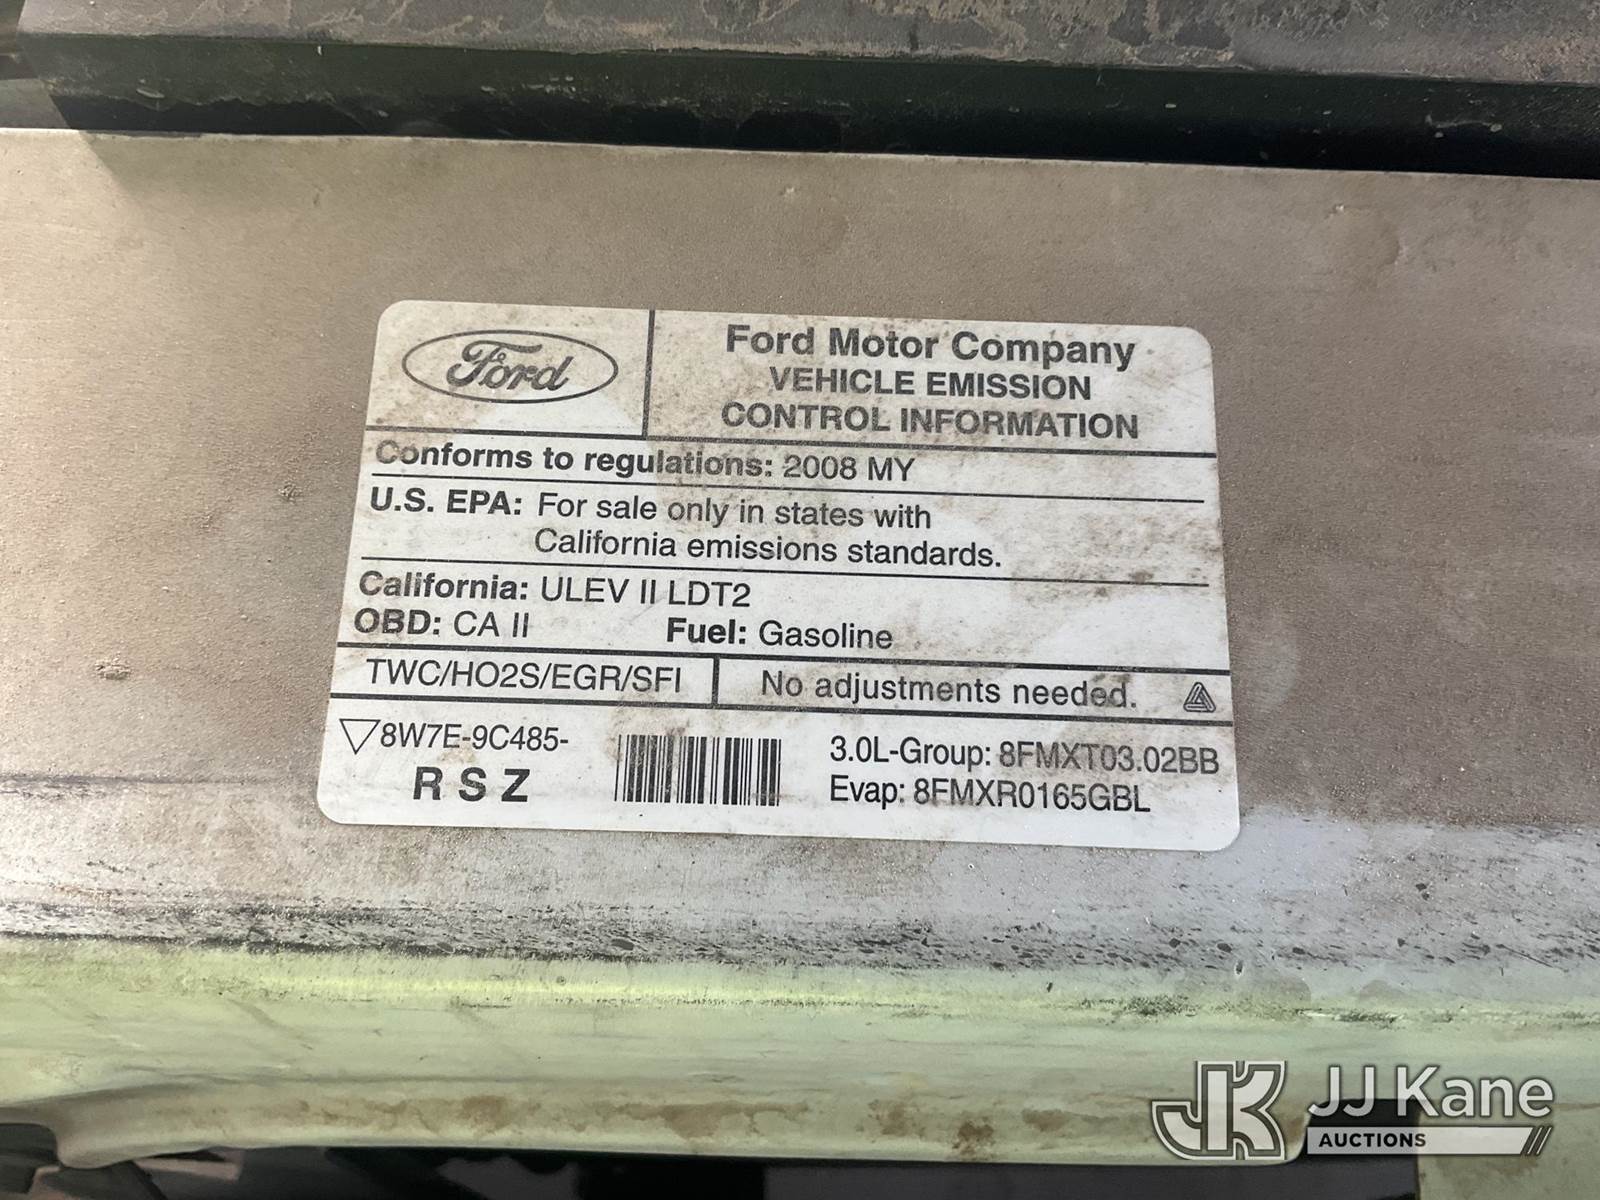 Ford
Ford Motor Company
VEHICLE EMISSION
CONTROL INFORMATION
Conforms to regulations: 2008 MY
U.S. EPA: For sale only in states with
California emissions standards.
California: ULEV II LDT2
OBD: CA II Fuel: Gasoline
TWC/HO2S/EGR/SFI No adjustments needed.
8W7E-9C485-
R S Z
3.0L-Group: 8FMXT03.02BB
Evap: 8FMXR0165GBL
JK JJ Kane
AUCTIONS